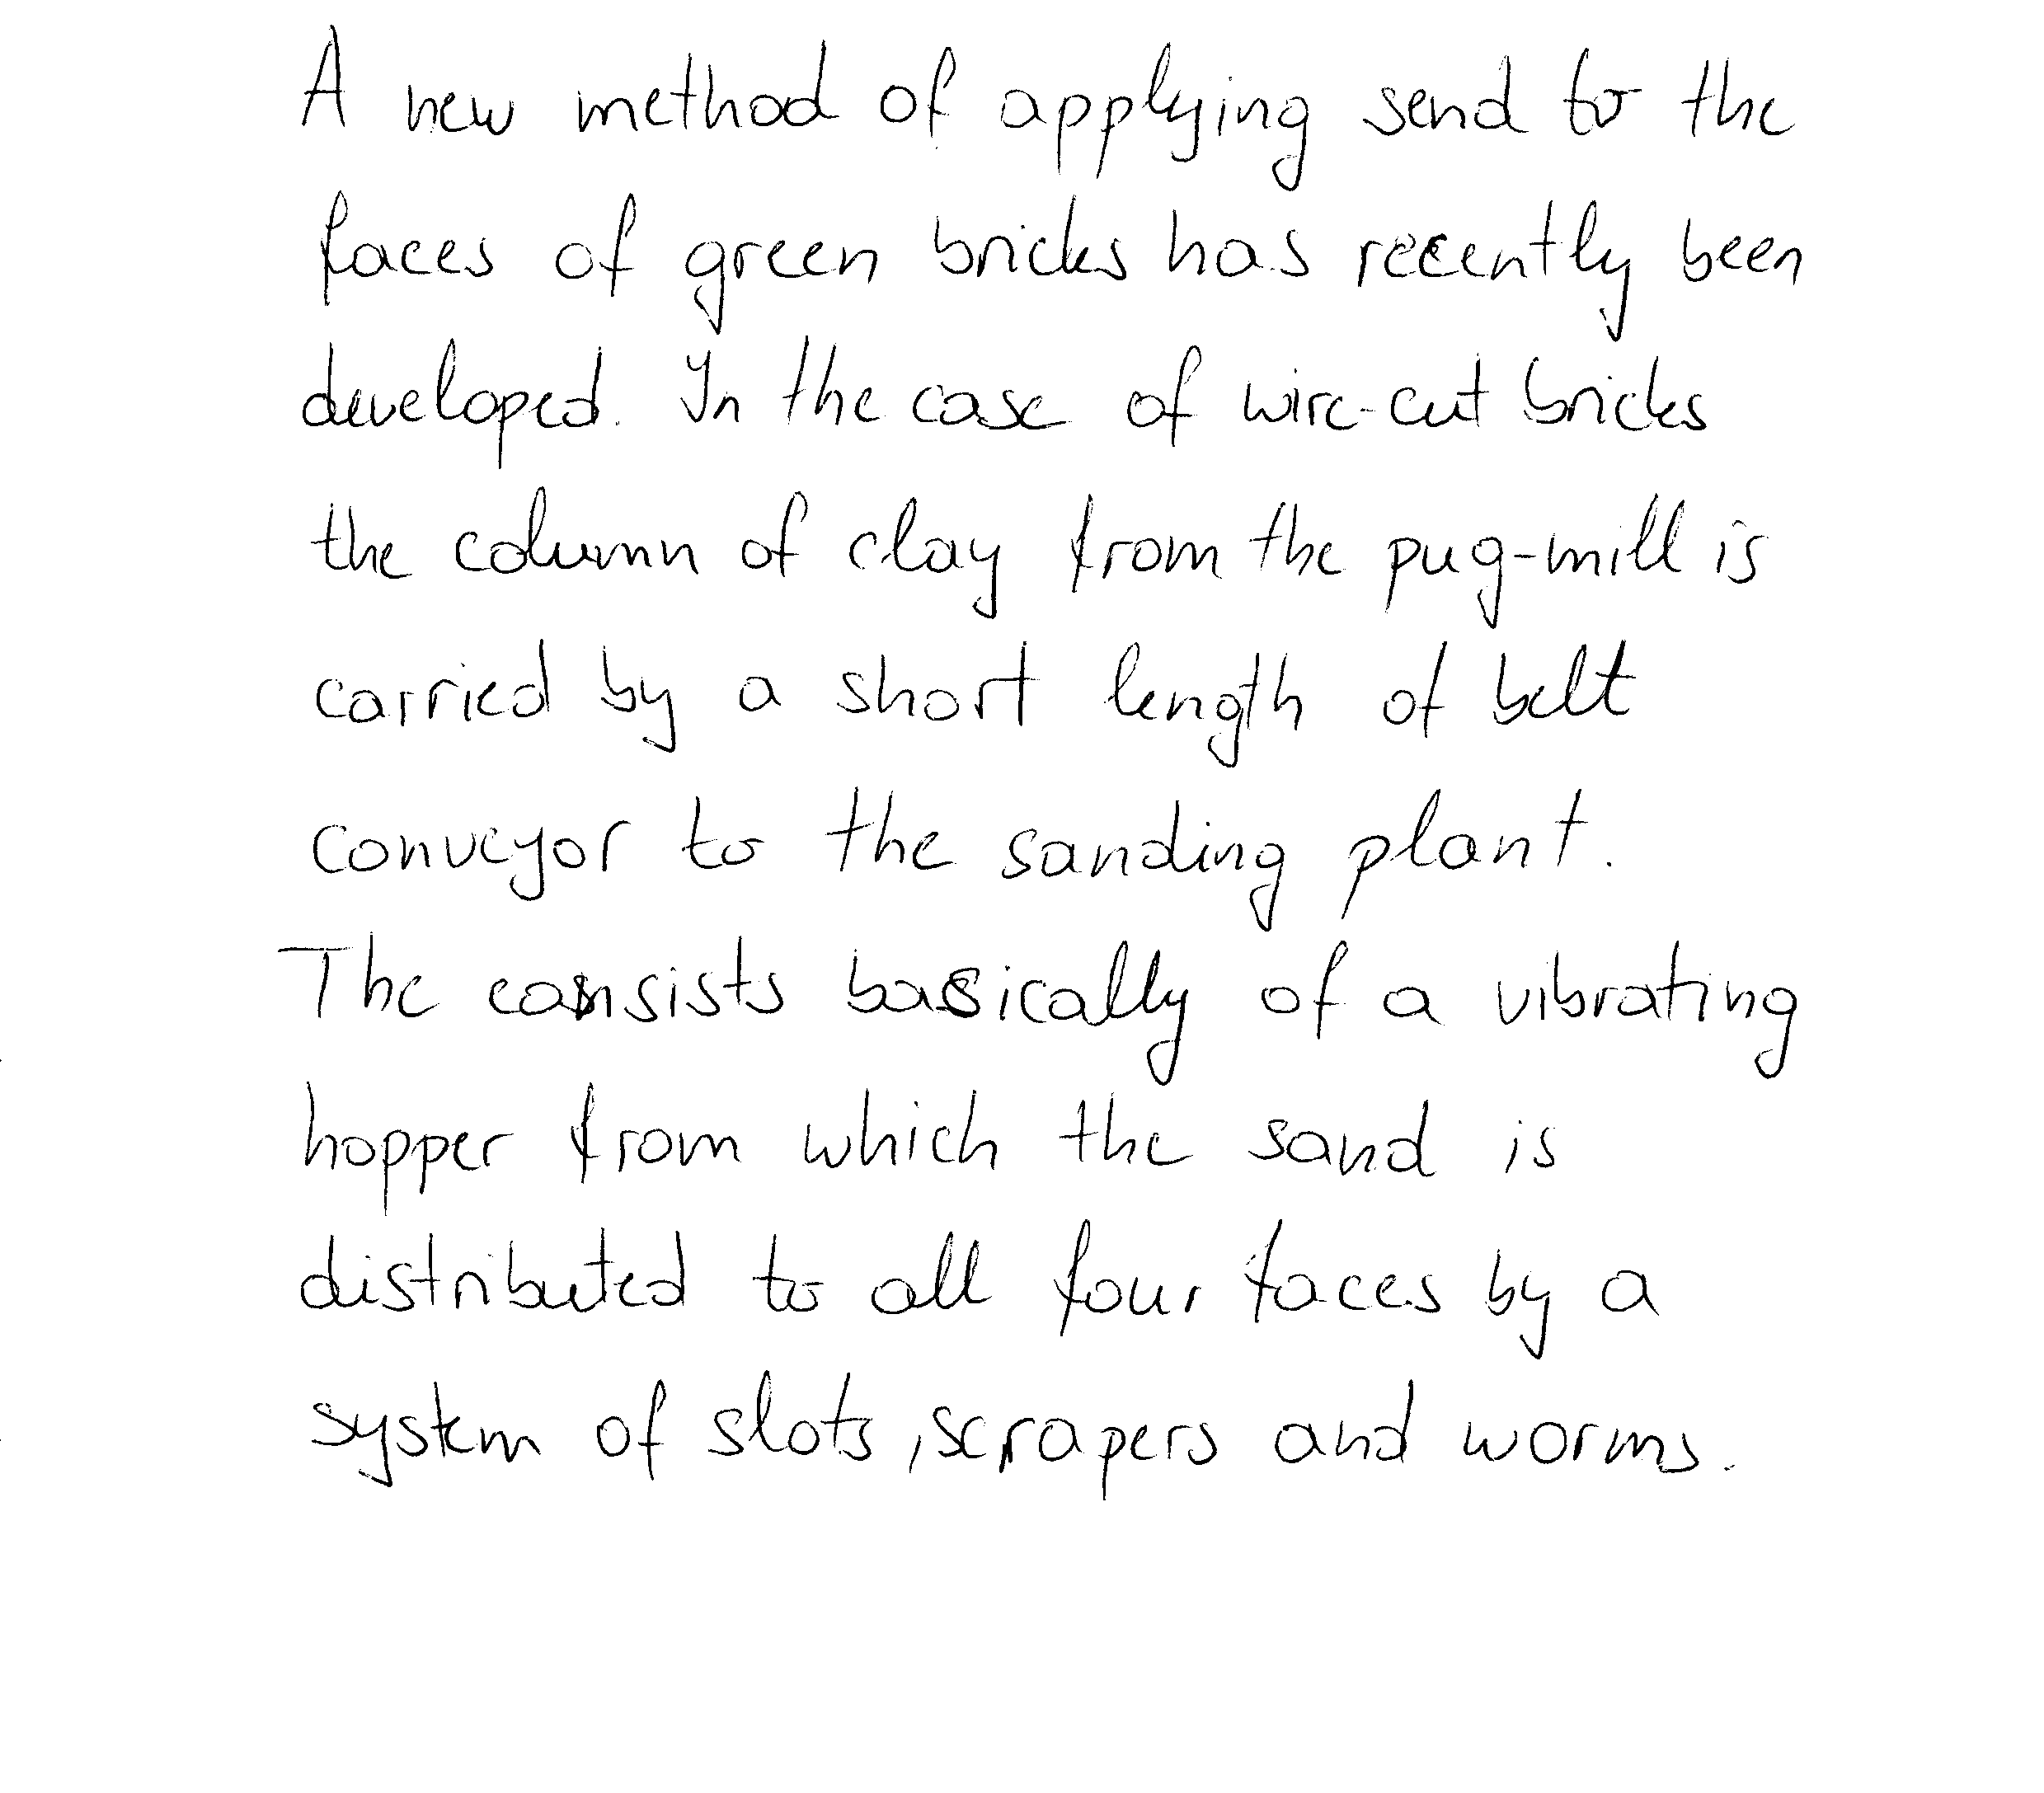 A new method of applying send to the
faces of green bricks has recently been
developed. In the case of wire-cut bricks
the column of clay from the pug-mill is
carried by a short length of belt
conveyor to the sanding plant.
The consists basically of a vibrating
hopper from which the sand is
distributed to all four faces by a
system of slots, scrapers and worms.